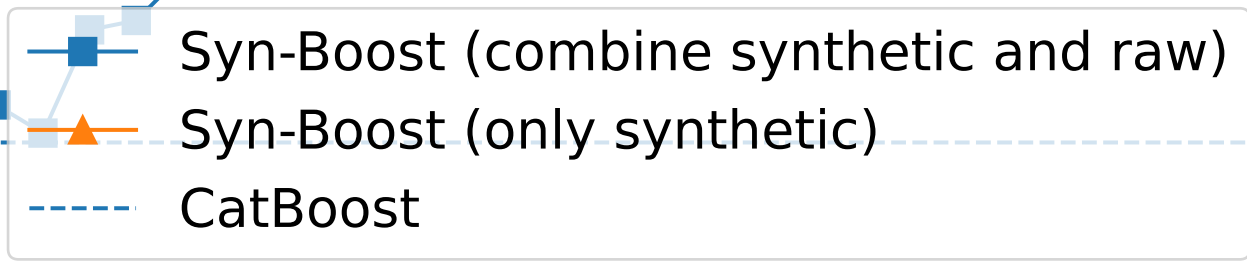 Syn-Boost (combine synthetic and raw)
Syn-Boost (only synthetic)
CatBoost